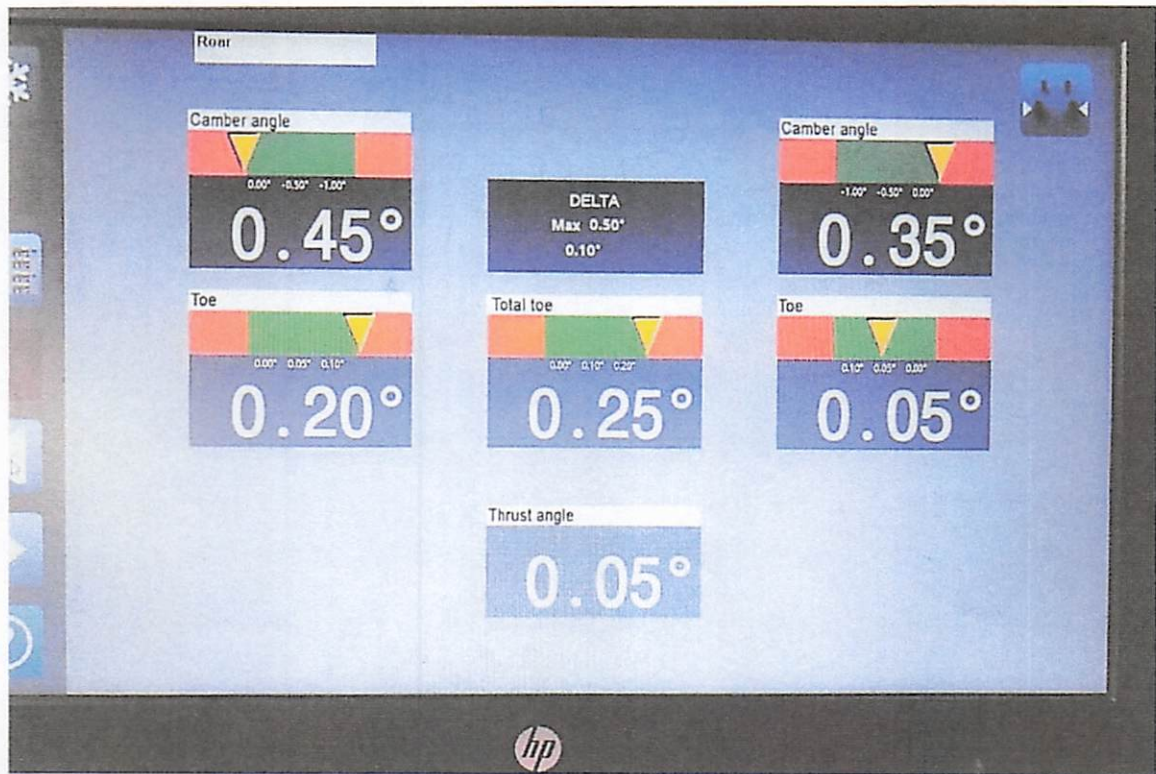 Rear
Camber angle
0.00° -0.50° -1.00°
0.45°
DELTA
Max 0.50°
0.10°
Camber angle
-1.00° -0.50° 0.00°
0.35°
Toe
0.00° 0.05° 0.10°
0.20°
Total toe
0.00° 0.10° 0.20°
0.25°
Toe
0.10° 0.05° 0.00°
0.05°
Thrust angle
0.05°
?
hp